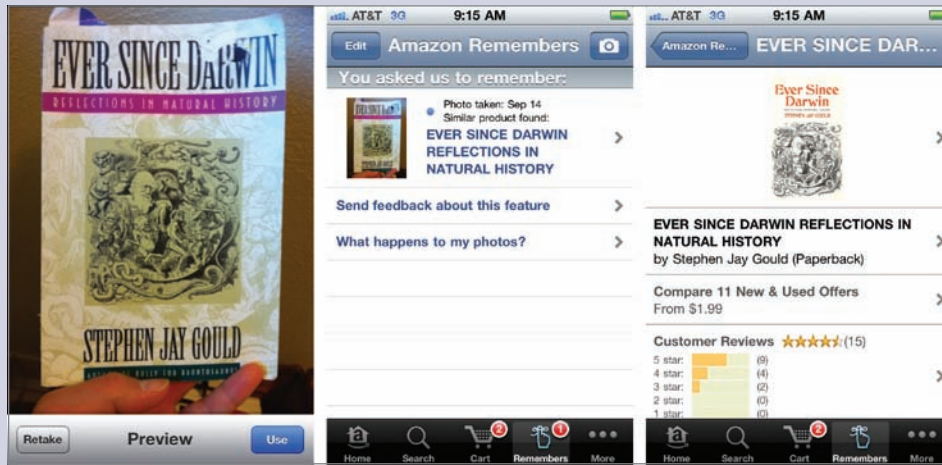 EVER SINCE DARWIN
REFLECTIONS IN NATURAL HISTORY
STEPHEN JAY GOULD
Retake
Preview
Use
AT&T 3G 9:15 AM
Edit
Amazon Remembers
You asked us to remember:
Photo taken: Sep 14
Similar product found:
EVER SINCE DARWIN
REFLECTIONS IN
NATURAL HISTORY
Send feedback about this feature
What happens to my photos?
Home
Search
2
Cart
1
Remembers
More
AT&T 3G 9:15 AM
Amazon Re...
EVER SINCE DAR...
Ever Since
Darwin
STEPHEN JAY GOULD
EVER SINCE DARWIN REFLECTIONS IN
NATURAL HISTORY
by Stephen Jay Gould (Paperback)
Compare 11 New & Used Offers
From $1.99
Customer Reviews (15)
5 star: (9)
4 star: (4)
3 star: (2)
2 star: (0)
1 star: (0)
Home
Search
2
Cart
Remembers
More